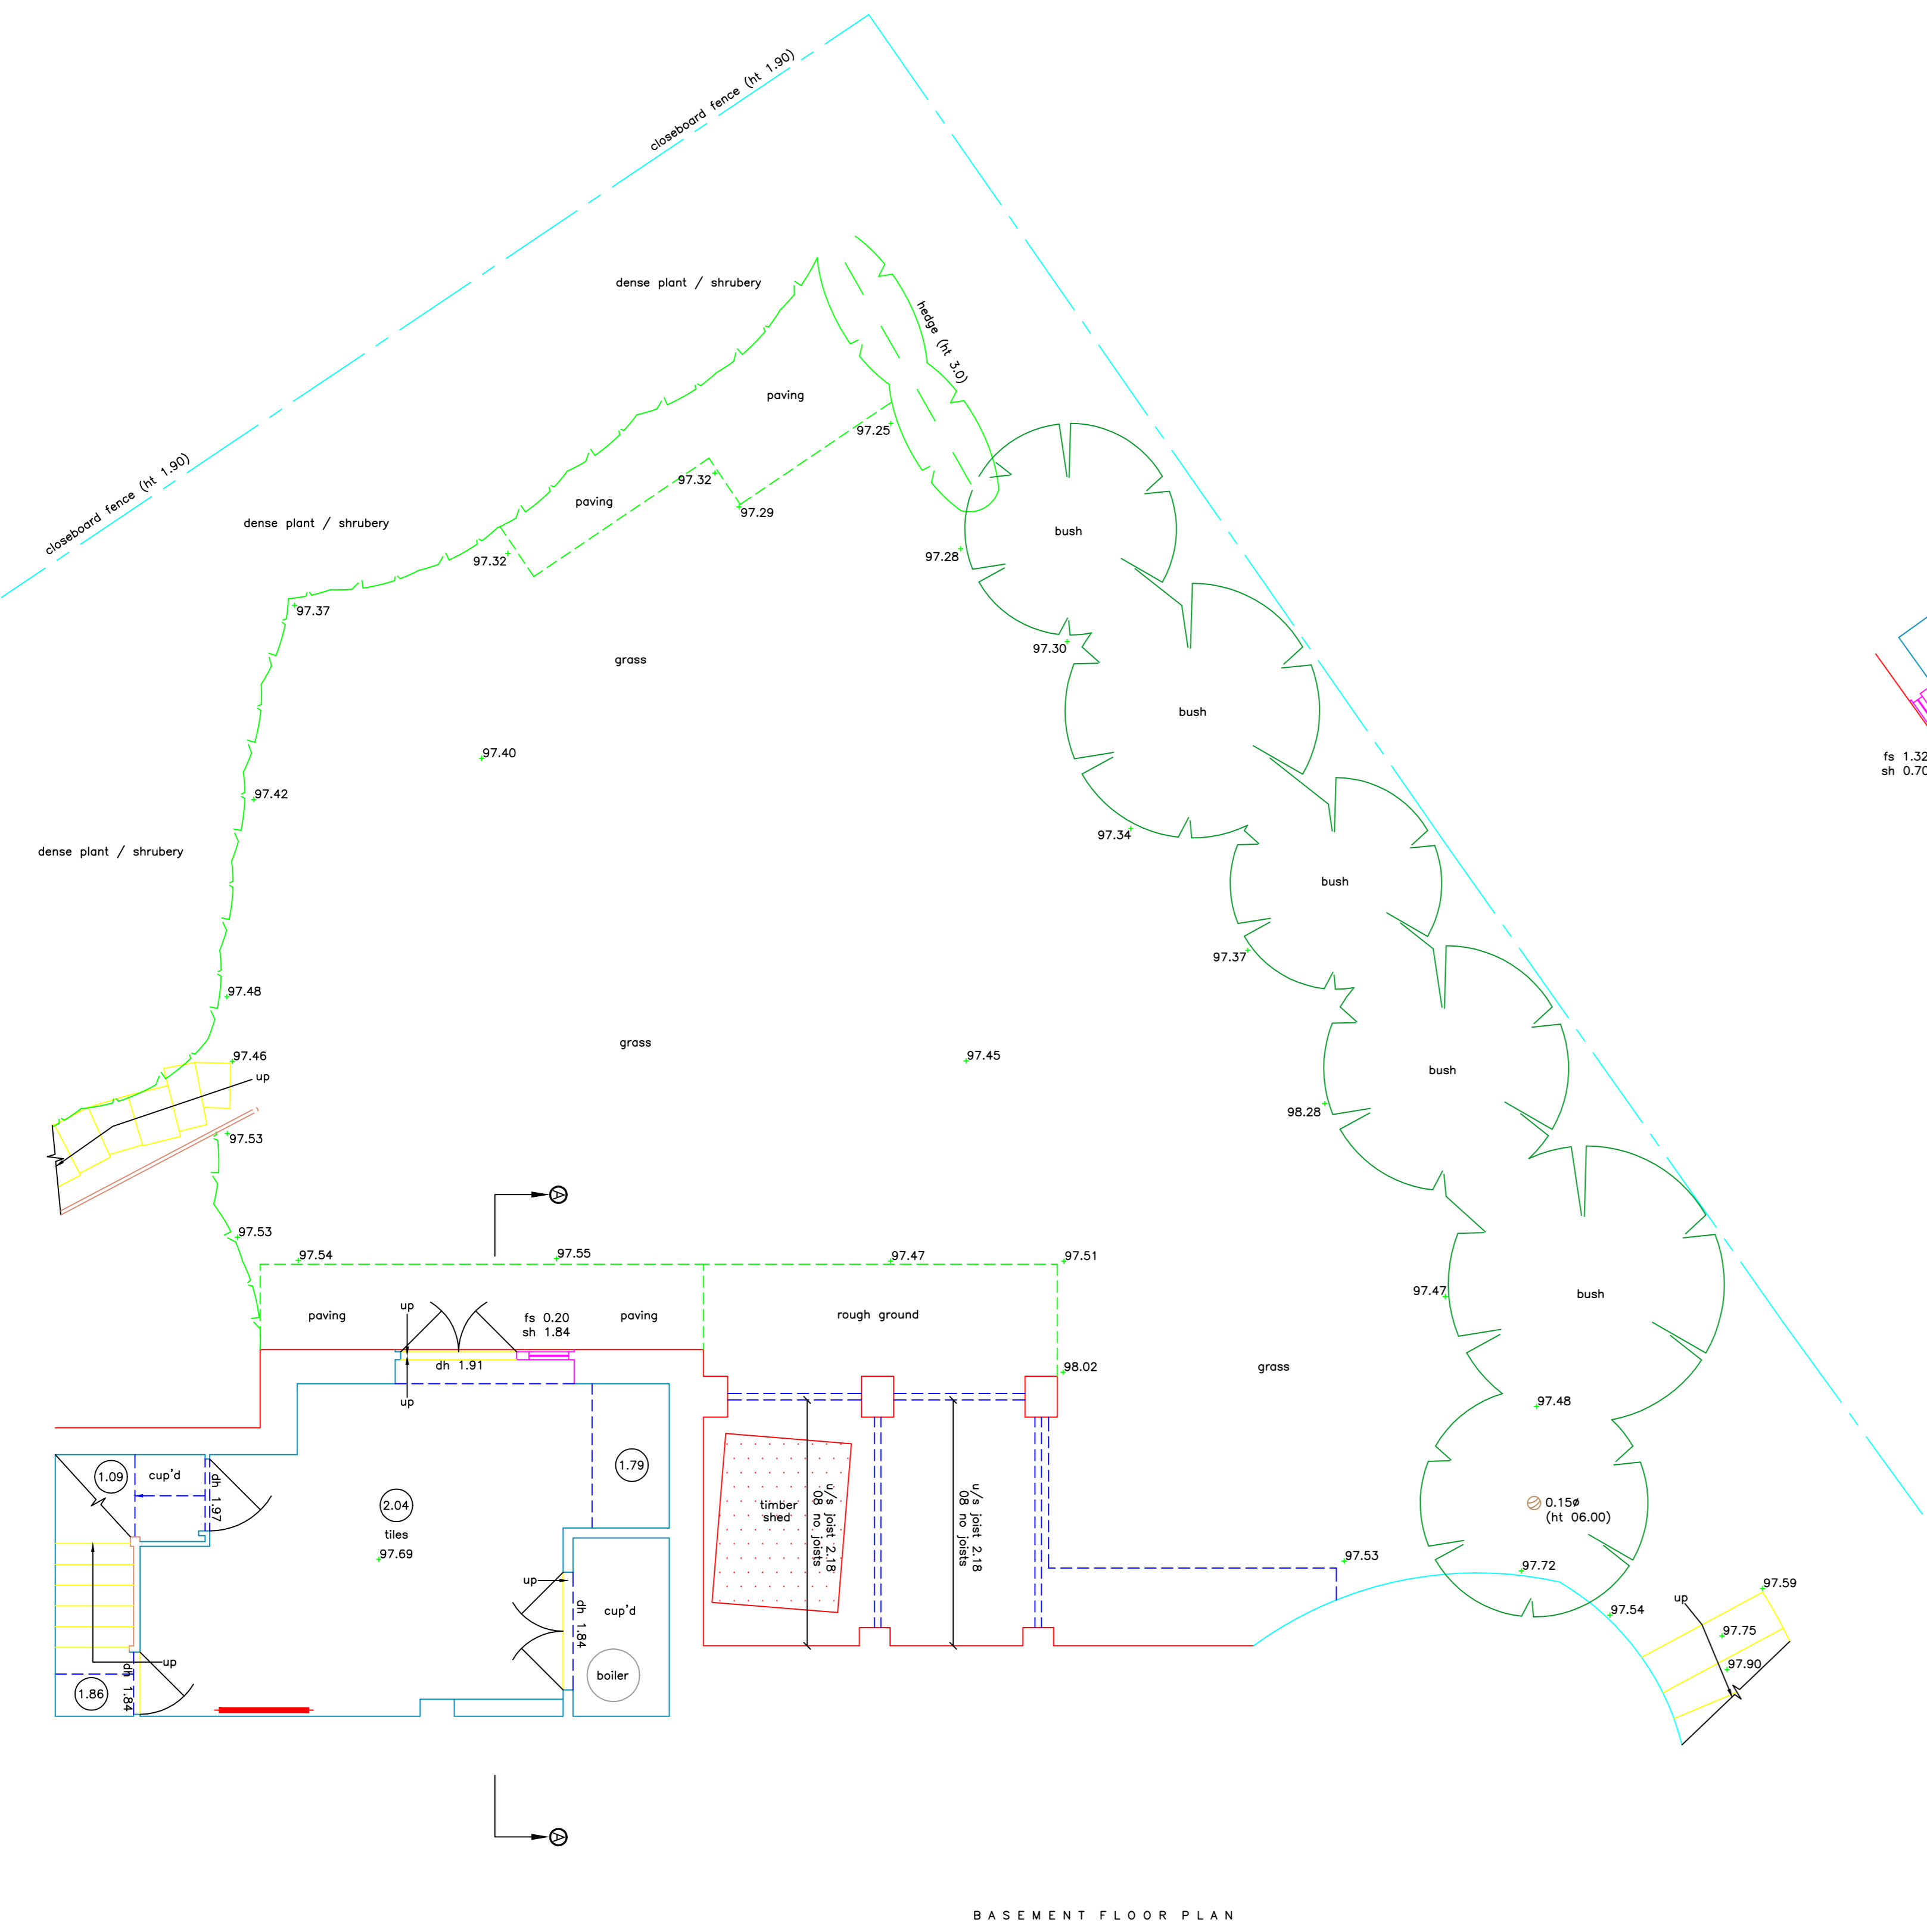 closeboard fence (ht 1.90)
dense plant / shrubery
hedge (ht 3.0)
paving
97.25
closeboard fence (ht 1.90)
97.32
paving
97.29
dense plant / shrubery
bush
97.28
97.32
97.37
97.30
grass
bush
97.40
fs 1.32
sh 0.70
97.42
97.34
dense plant / shrubery
bush
97.37
97.48
grass
97.46
97.45
up
bush
98.28
97.53
A
97.53
97.54
97.55
97.47
97.51
97.47
bush
up
paving
fs 0.20
sh 1.84
paving
rough ground
dh 1.91
98.02
grass
up
97.48
1.09
cup'd
dh 1.97
1.79
2.04
tiles
97.69
timber
shed
u/s joist 2.18
08 no joists
u/s joist 2.18
08 no joists
0.15ø
(ht 06.00)
97.53
97.72
up
97.59
dh 1.84
cup'd
97.54
up
97.75
up
97.90
dh 1.84
boiler
1.86
A
BASEMENT FLOOR PLAN